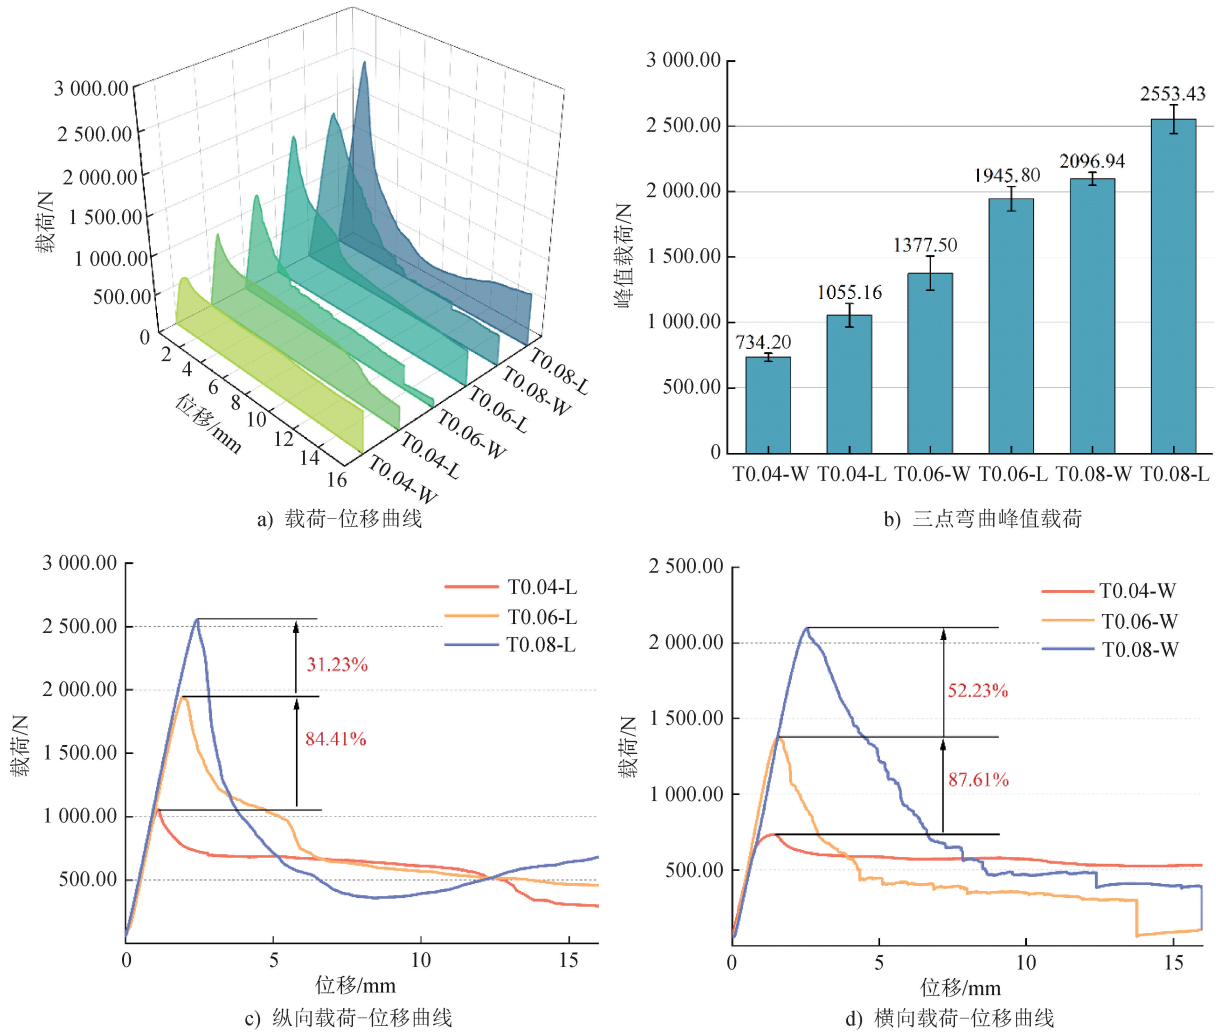 3 000.00
2 500.00
2 000.00
1 500.00
1 000.00
500.00
0
载荷/N
2
4
6
8
10
12
14
16
位移/mm
T0.08-L
T0.08-W
T0.06-L
T0.06-W
T0.04-L
T0.04-W
a) 载荷–位移曲线
3 000.00
2 500.00
2 000.00
1 500.00
1 000.00
500.00
0
峰值载荷/N
734.20
1055.16
1377.50
1945.80
2096.94
2553.43
T0.04-W T0.04-L T0.06-W T0.06-L T0.08-W T0.08-L
b) 三点弯曲峰值载荷
3 000.00
2 500.00
2 000.00
1 500.00
1 000.00
500.00
载荷/N
T0.04-L
T0.06-L
T0.08-L
31.23%
84.41%
0 5 10 15
位移/mm
c) 纵向载荷–位移曲线
2 500.00
2 000.00
1 500.00
1 000.00
500.00
载荷/N
T0.04-W
T0.06-W
T0.08-W
52.23%
87.61%
0 5 10 15
位移/mm
d) 横向载荷–位移曲线